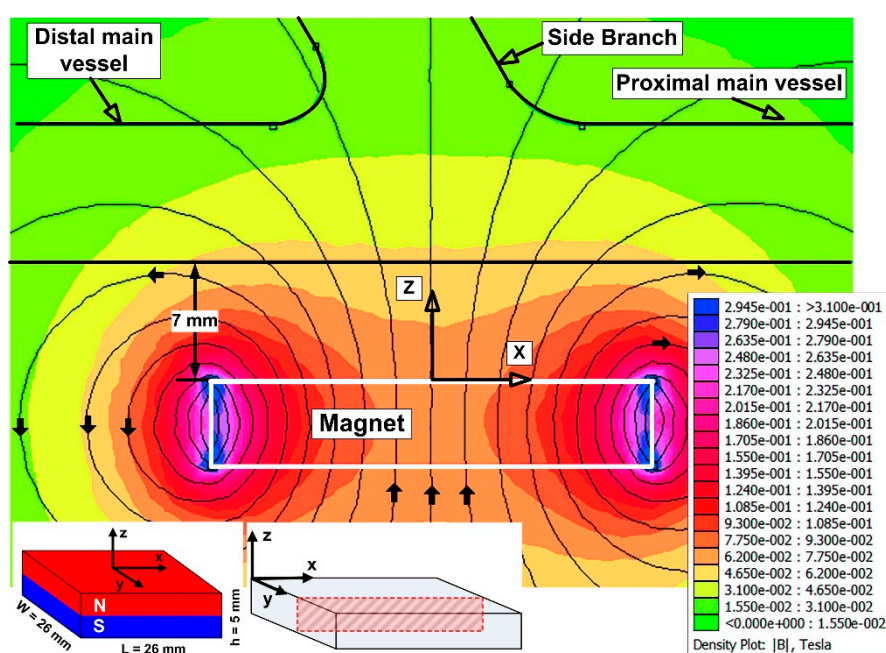 Distal main
vessel
Side Branch
Proximal main vessel
Z
7 mm
X
Magnet
2.945e-001 : >3.100e-001
2.790e-001 : 2.945e-001
2.635e-001 : 2.790e-001
2.480e-001 : 2.635e-001
2.325e-001 : 2.480e-001
2.170e-001 : 2.325e-001
2.015e-001 : 2.170e-001
1.860e-001 : 2.015e-001
1.705e-001 : 1.860e-001
1.550e-001 : 1.705e-001
1.395e-001 : 1.550e-001
1.240e-001 : 1.395e-001
1.085e-001 : 1.240e-001
9.300e-002 : 1.085e-001
7.750e-002 : 9.300e-002
6.200e-002 : 7.750e-002
4.650e-002 : 6.200e-002
3.100e-002 : 4.650e-002
1.550e-002 : 3.100e-002
<0.000e+000 : 1.550e-002
Density Plot: |B|, Tesla
z
x
y
N
S
W = 26 mm
L = 26 mm
z
x
y
h = 5 mm